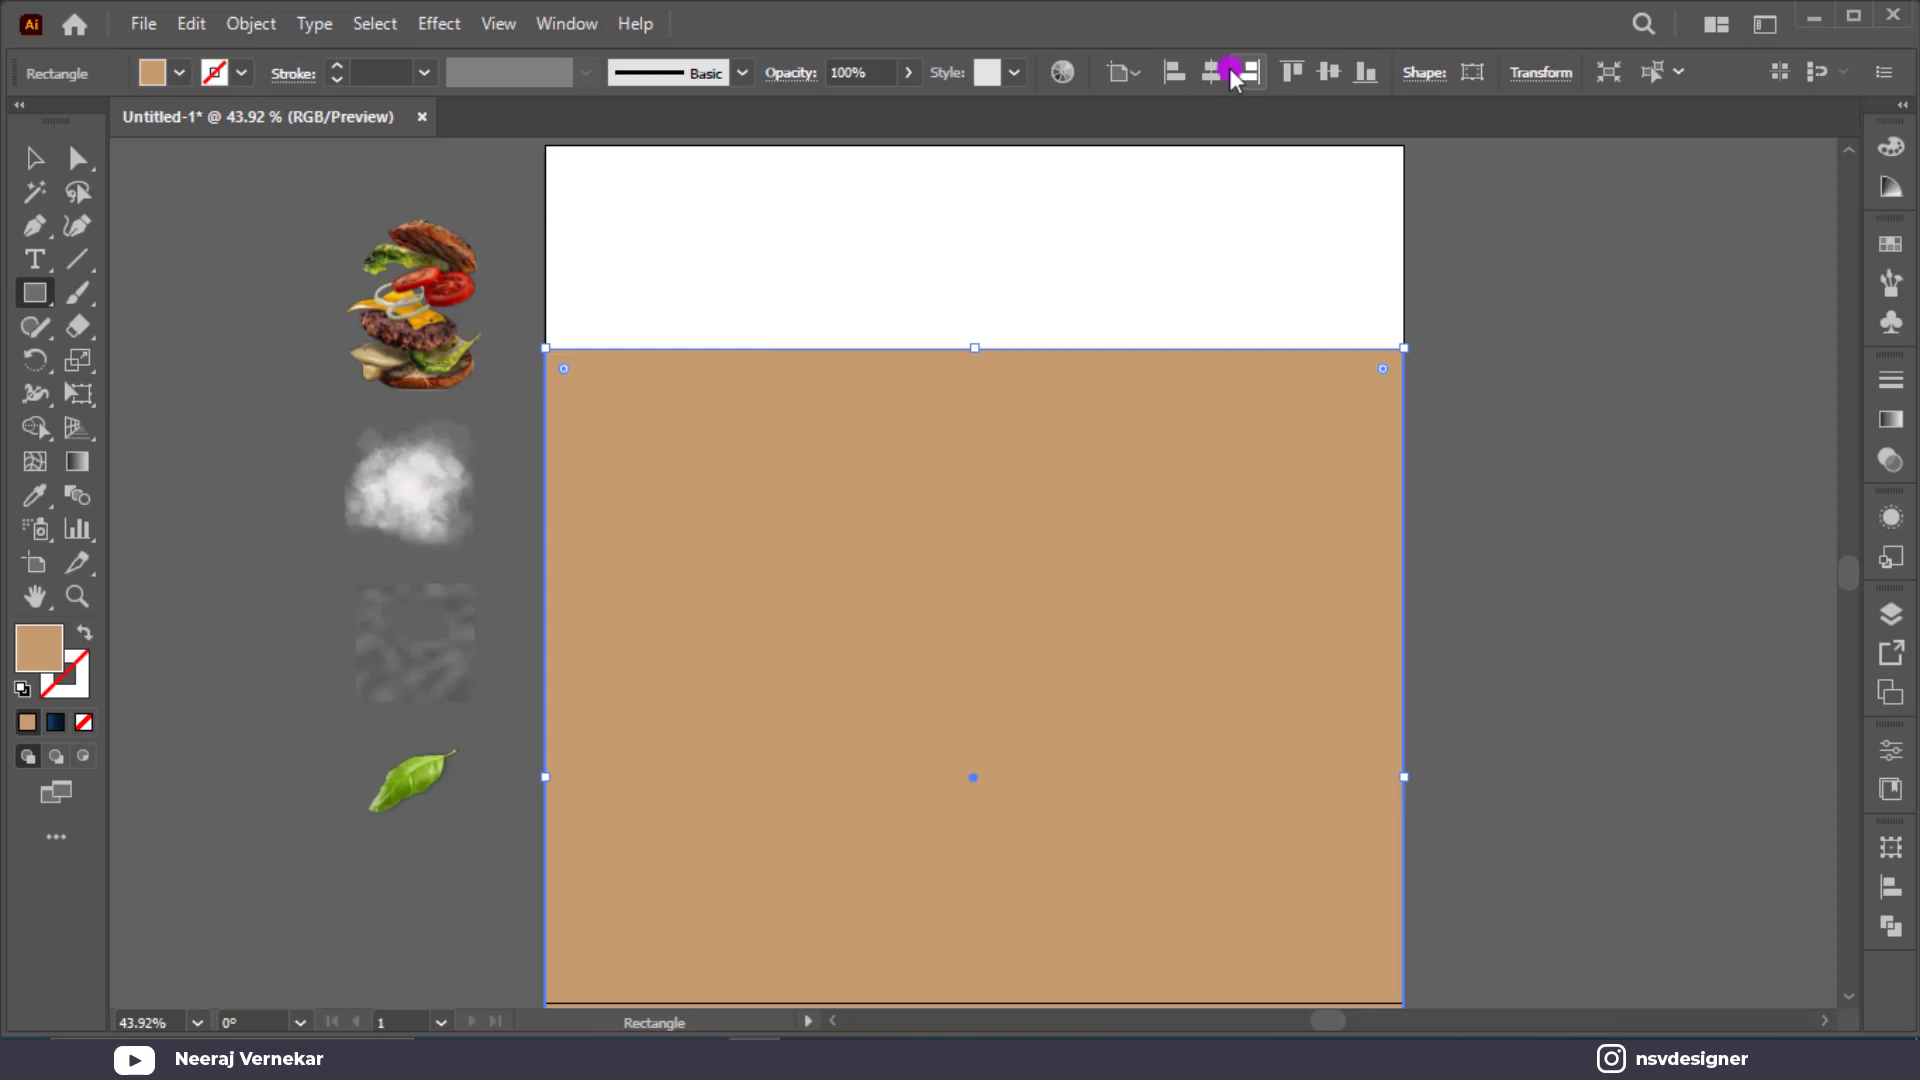 Ai File Edit Object Type Select Effect View Window Help
Rectangle Stroke: Basic Opacity: 100% Style: Shape: Transform
Untitled-1* @ 43.92 % (RGB/Preview) ×
T
43.92% 0° 1 Rectangle
Neeraj Vernekar nsvdesigner